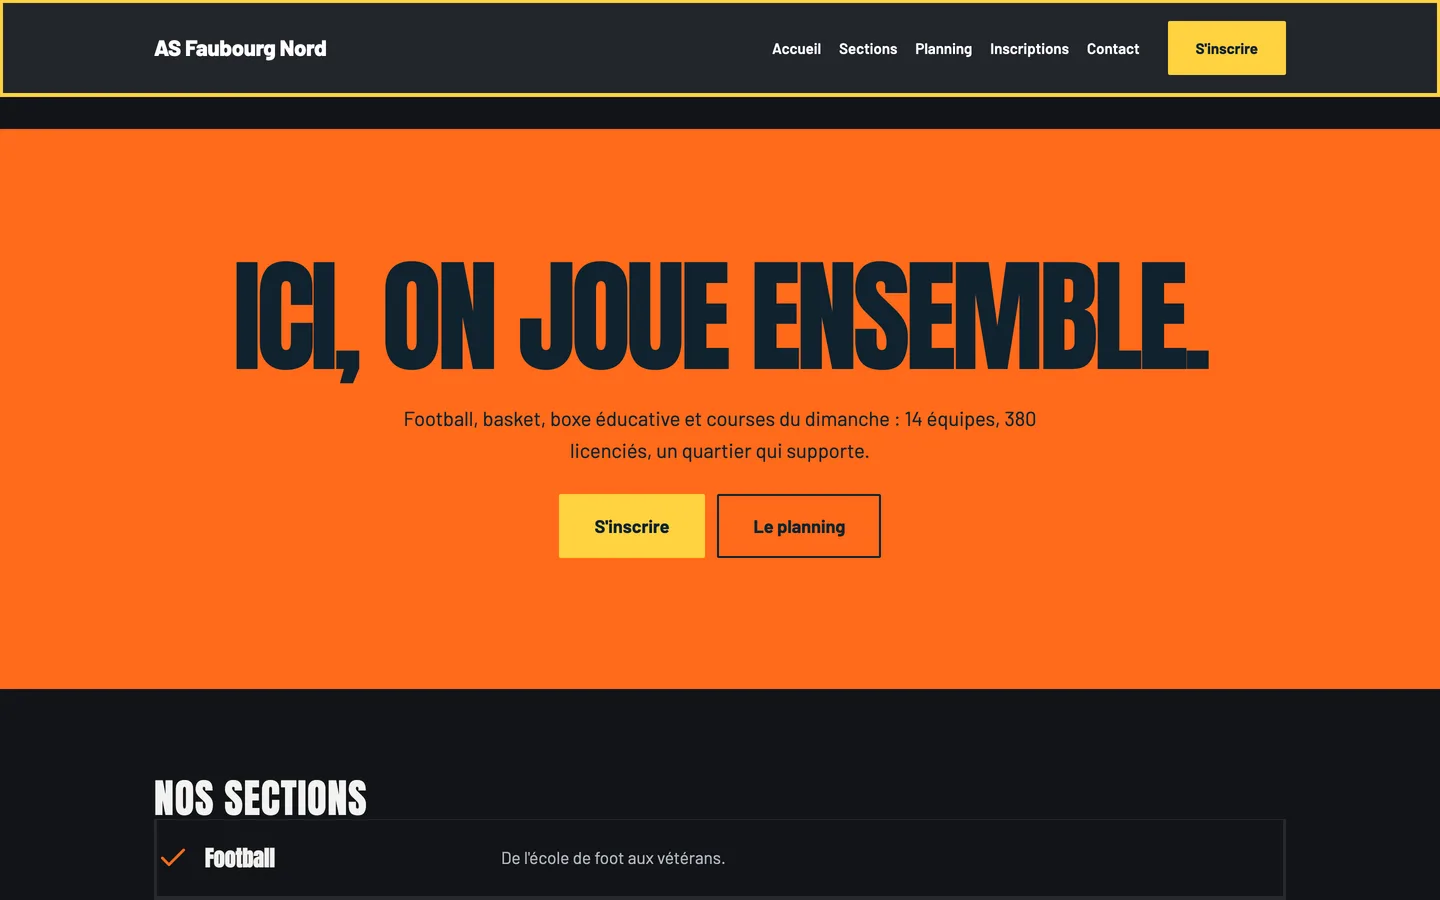 AS Faubourg Nord
Accueil Sections Planning Inscriptions Contact S'inscrire
ICI, ON JOUE ENSEMBLE.
Football, basket, boxe éducative et courses du dimanche : 14 équipes, 380
licenciés, un quartier qui supporte.
S'inscrire Le planning
NOS SECTIONS
Football De l'école de foot aux vétérans.